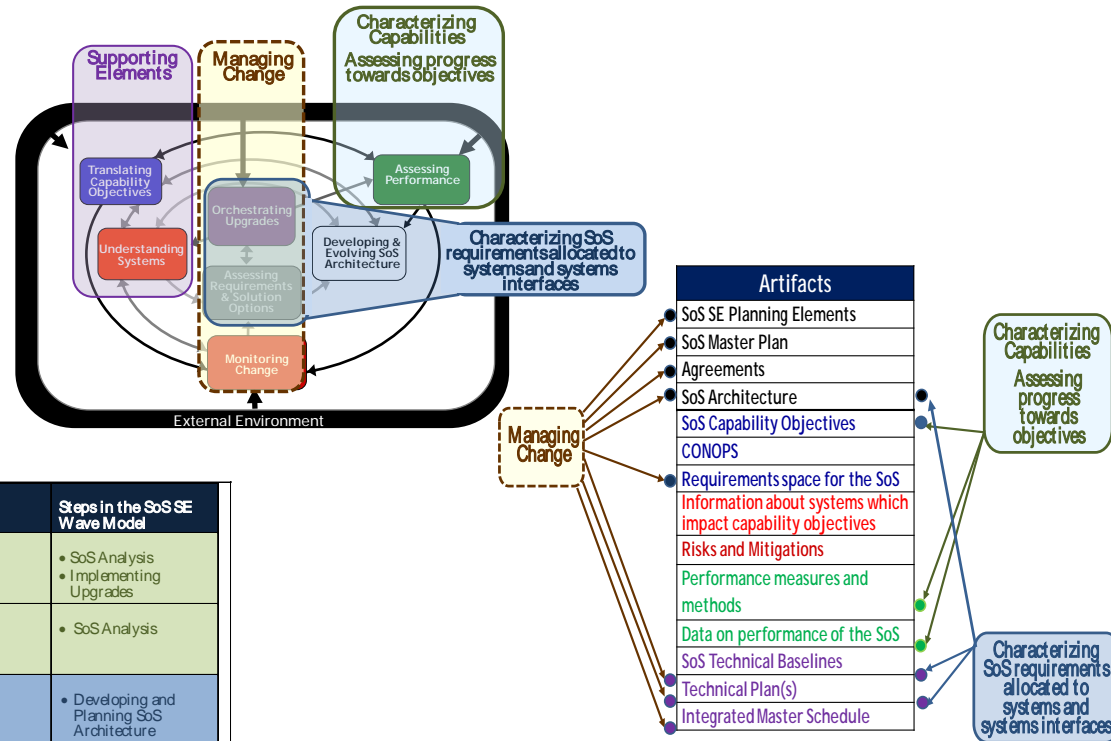 Supporting
Elements
Managing
Change
Characterizing
Capabilities
Assessing progress
towards objectives
Translating
Capability
Objectives
Assessing
Performance
Orchestrating
Upgrades
Understanding
Systems
Developing &
Evolving SoS
Architecture
Assessing
Requirements
& Solution
Options
Monitoring
Change
External Environment
Characterizing SoS
requirements allocated to
systems and systems
interfaces
Artifacts
SoS SE Planning Elements
SoS Master Plan
Agreements
SoS Architecture
SoS Capability Objectives
CONOPS
Requirements space for the SoS
Information about systems which
impact capability objectives
Risks and Mitigations
Performance measures and
methods
Data on performance of the SoS
SoS Technical Baselines
Technical Plan(s)
Integrated Master Schedule
Managing
Change
Characterizing
Capabilities
Assessing
progress
towards
objectives
Characterizing
SoS requirements
allocated to
systems and
systems interfaces
Steps in the SoS SE
Wave Model
• SoS Analysis
• Implementing
Upgrades
• SoS Analysis
• Developing and
Planning SoS
Architecture